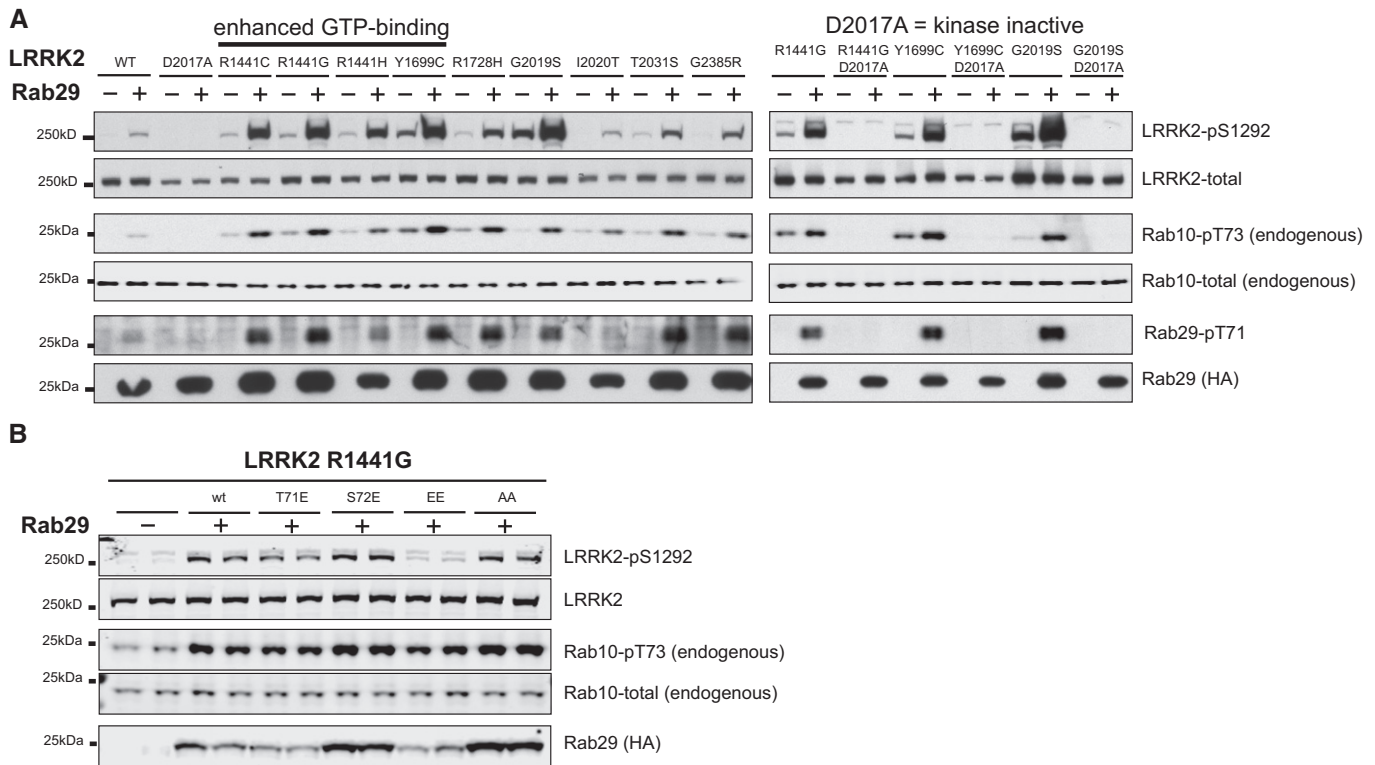 A
enhanced GTP-binding
D2017A = kinase inactive
LRRK2 WT D2017A R1441C R1441G R1441H Y1699C R1728H G2019S I2020T T2031S G2385R
R1441G R1441G D2017A Y1699C Y1699C D2017A G2019S G2019S D2017A
Rab29 – + – + – + – + – + – + – + – + – + – + – + – + – + – + – + – + – +
250kD LRRK2-pS1292
250kD LRRK2-total
25kDa Rab10-pT73 (endogenous)
25kDa Rab10-total (endogenous)
25kDa Rab29-pT71
25kDa Rab29 (HA)
B
LRRK2 R1441G
wt T71E S72E EE AA
Rab29 – + + + + +
250kD LRRK2-pS1292
250kD LRRK2
25kDa Rab10-pT73 (endogenous)
25kDa Rab10-total (endogenous)
25kDa Rab29 (HA)